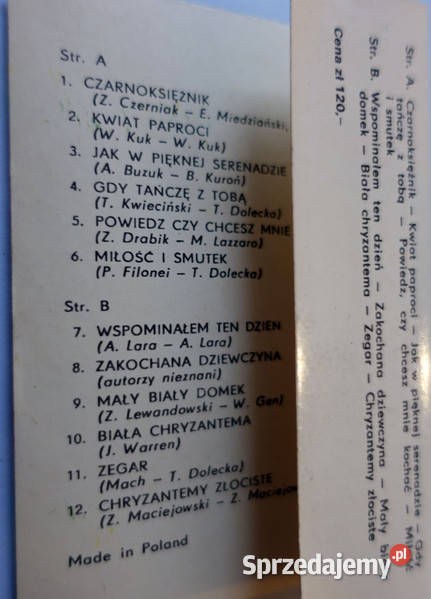 Str. A
1. CZARNOKSIĘŻNIK
(Z. Czerniak – E. Miedziański,
2. KWIAT PAPROCI
(W. Kuk – W. Kuk)
3. JAK W PIĘKNEJ SERENADZIE
(A. Buzuk – B. Kuroń)
4. GDY TAŃCZĘ Z TOBĄ
(T. Kwieciński – T. Dolecka)
5. POWIEDZ CZY CHCESZ MNIE
(Z. Drabik – M. Lazzaro)
6. MIŁOŚĆ I SMUTEK
(P. Filonei – T. Dolecka)
Str. B
7. WSPOMINAŁEM TEN DZIEŃ
(A. Lara – A. Lara)
8. ZAKOCHANA DZIEWCZYNA
(autorzy nieznani)
9. MAŁY BIAŁY DOMEK
(Z. Lewandowski – W. Gen)
10. BIAŁA CHRYZANTEMA
(J. Warren)
11. ZEGAR
(Mach – T. Dolecka)
12. CHRYZANTEMY ZŁOCISTE
(Z. Maciejowski – Z. Maciejow
Made in Poland
Str. A. Czarnoksiężnik – Kwiat paproci – Jak w pięknej serenadzie – Gdy
tańczę z tobą – Powiedz, czy chcesz mnie kochać – Miłość
i smutek
Str. B. Wspominałem ten dzień – Zakochana dziewczyna – Mały bi
domek – Biała chryzantema – Zegar – Chryzantemy złociste
Cena zł 120,–
Sprzedajemy.pl